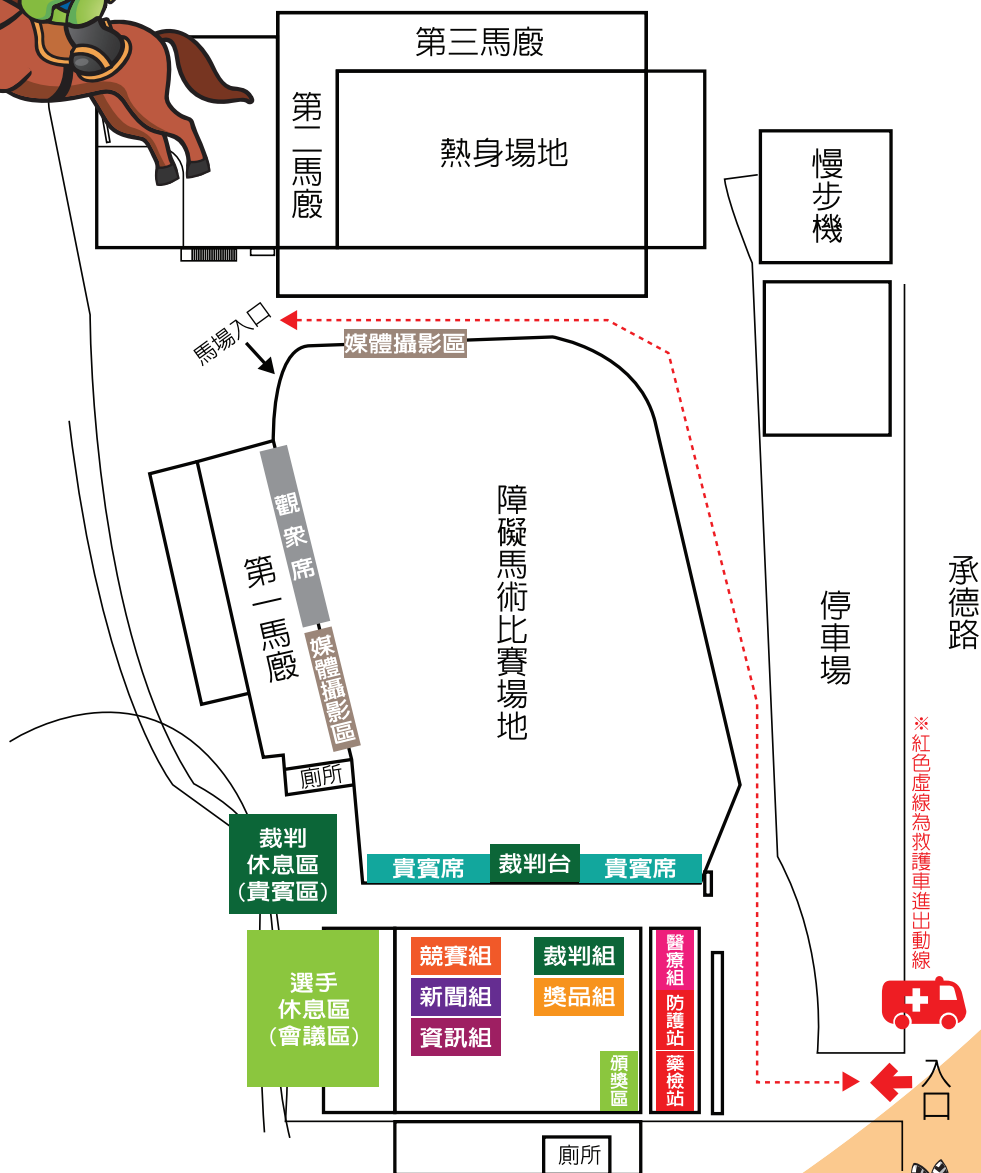 第三馬廄
第二馬廄
熱身場地
慢步機
馬場入口
媒體攝影區
觀眾席
第一馬廄
媒體攝影區
障礙馬術比賽場地
停車場
承德路
廁所
※紅色虛線為救護車進出動線
裁判
休息區
(貴賓區)
貴賓席
裁判台
貴賓席
選手
休息區
(會議區)
競賽組
裁判組
新聞組
獎品組
資訊組
頒獎區
醫療組
防護站
藥檢站
入口
廁所